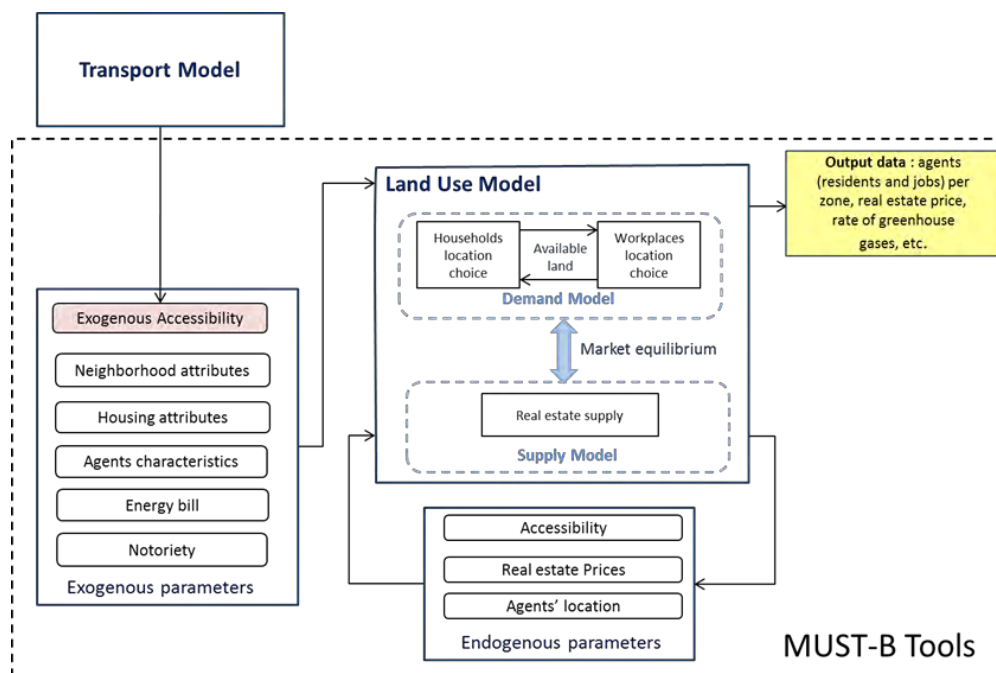 Transport Model
Output data : agents
(residents and jobs) per
zone, real estate price,
rate of greenhouse
gases, etc.
Land Use Model
Households
location
choice
Available
land
Workplaces
location
choice
Demand Model
Market equilibrium
Real estate supply
Supply Model
Exogenous Accessibility
Neighborhood attributes
Housing attributes
Agents characteristics
Energy bill
Notoriety
Exogenous parameters
Accessibility
Real estate Prices
Agents’ location
Endogenous parameters
MUST-B Tools